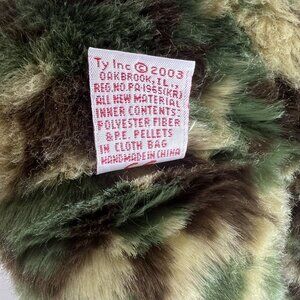 Ty Inc © 2003
OAKBROOK, IL.,
REG.NO.PA-1965(KR)
ALL NEW MATERIAL
INNER CONTENTS:
POLYESTER FIBER
& P.E. PELLETS
IN CLOTH BAG
HANDMADE IN CHINA